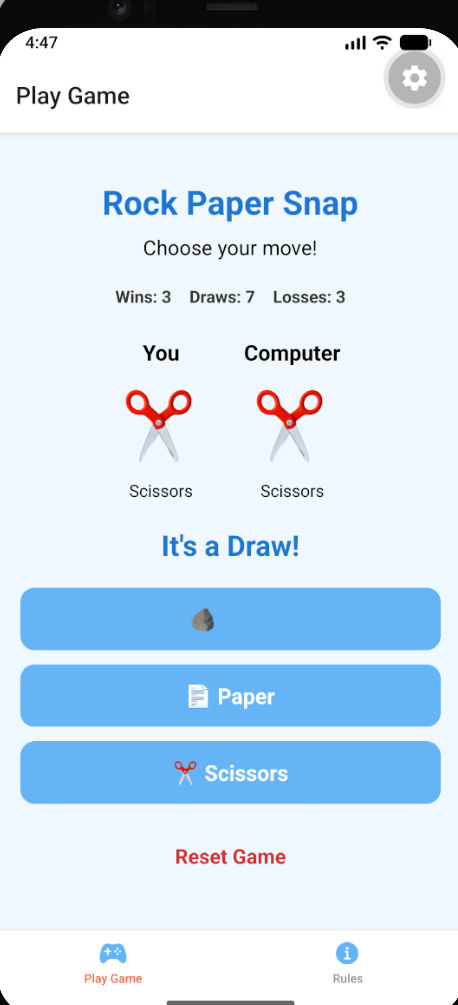 4:47
Play Game
Rock Paper Snap
Choose your move!
Wins: 3 Draws: 7 Losses: 3
You Computer
Scissors Scissors
It's a Draw!
Paper
Scissors
Reset Game
Play Game Rules